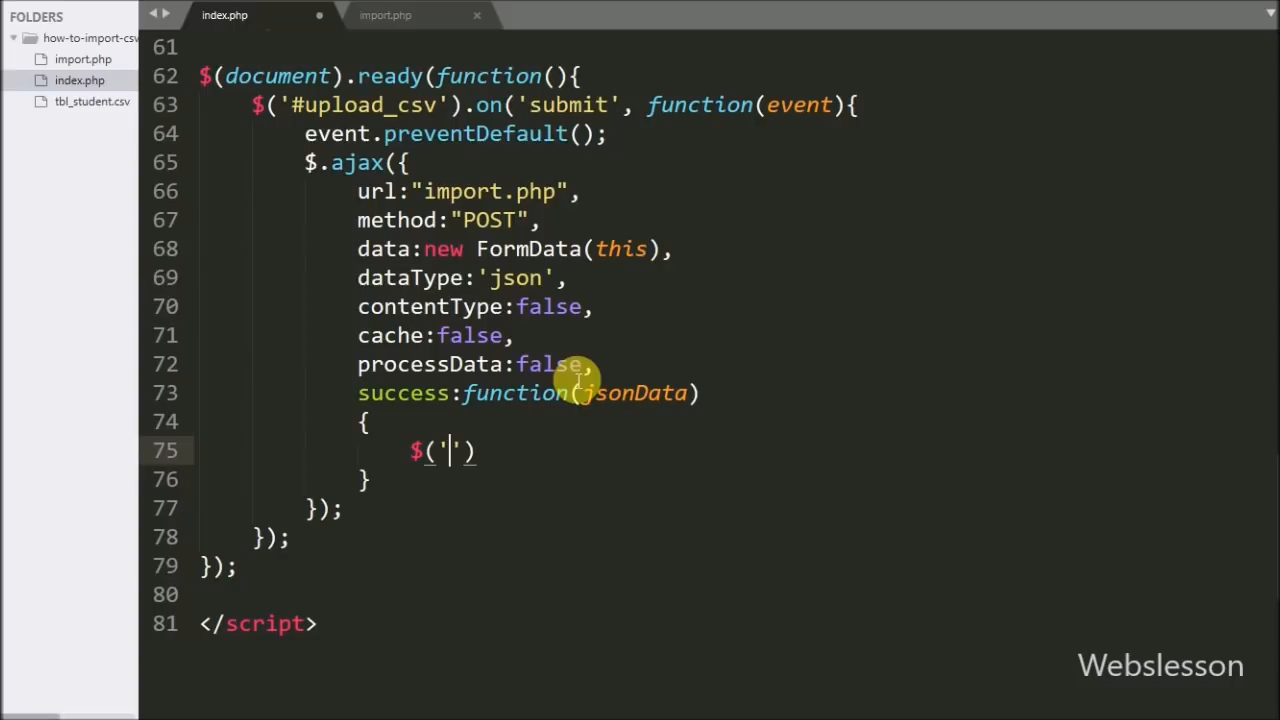 FOLDERS
how-to-import-csv
import.php
index.php
tbl_student.csv
index.php
import.php
61
62 $(document).ready(function(){
63 $('#upload_csv').on('submit', function(event){
64 event.preventDefault();
65 $.ajax({
66 url:"import.php",
67 method:"POST",
68 data:new FormData(this),
69 dataType:'json',
70 contentType:false,
71 cache:false,
72 processData:false,
73 success:function(jsonData)
74 {
75 $('')
76 }
77 });
78 });
79 });
80
81 </script>
Webslesson